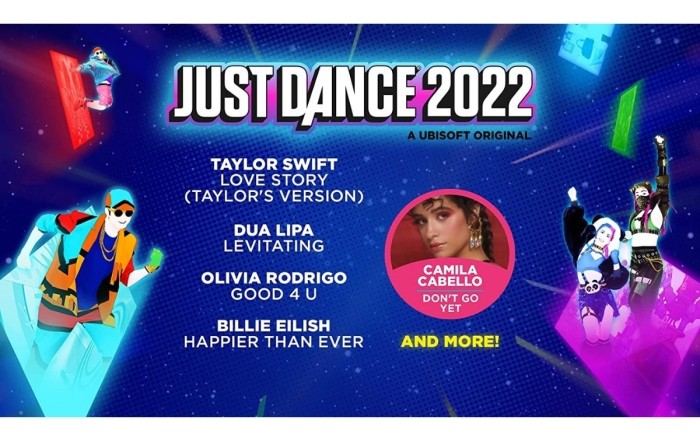 JUST DANCE 2022
A UBISOFT ORIGINAL
TAYLOR SWIFT
LOVE STORY
(TAYLOR'S VERSION)
DUA LIPA
LEVITATING
OLIVIA RODRIGO
GOOD 4 U
BILLIE EILISH
HAPPIER THAN EVER
CAMILA
CABELLO
DON'T GO
YET
AND MORE!